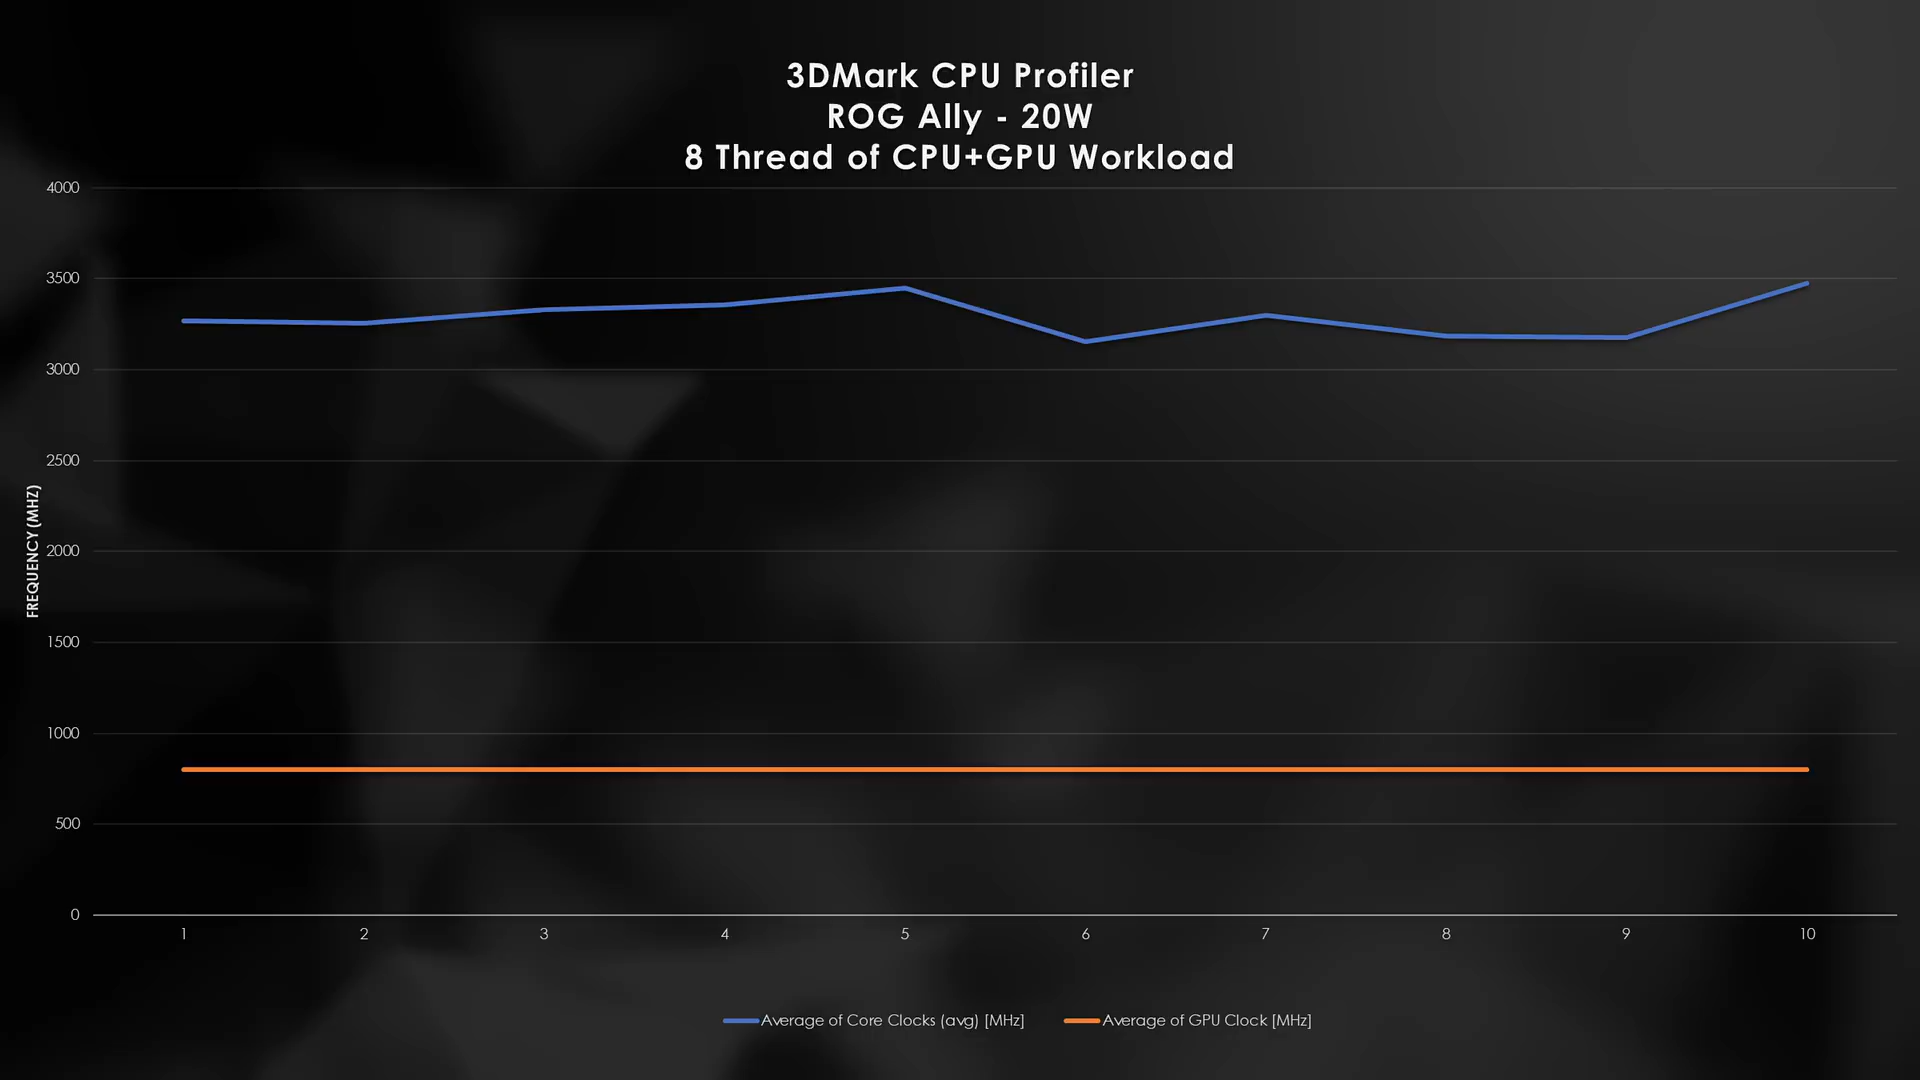 3DMark CPU Profiler
ROG Ally - 20W
8 Thread of CPU+GPU Workload
FREQUENCY (MHZ)
4000
3500
3000
2500
2000
1500
1000
500
0
1 2 3 4 5 6 7 8 9 10
Average of Core Clocks (avg) [MHz] Average of GPU Clock [MHz]